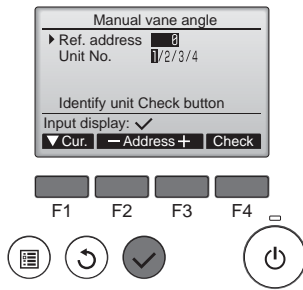 Manual vane angle
Ref. address 0
Unit No. 1/2/3/4
Identify unit Check button
Input display: ✓
▼Cur. －Address＋ Check
F1 F2 F3 F4